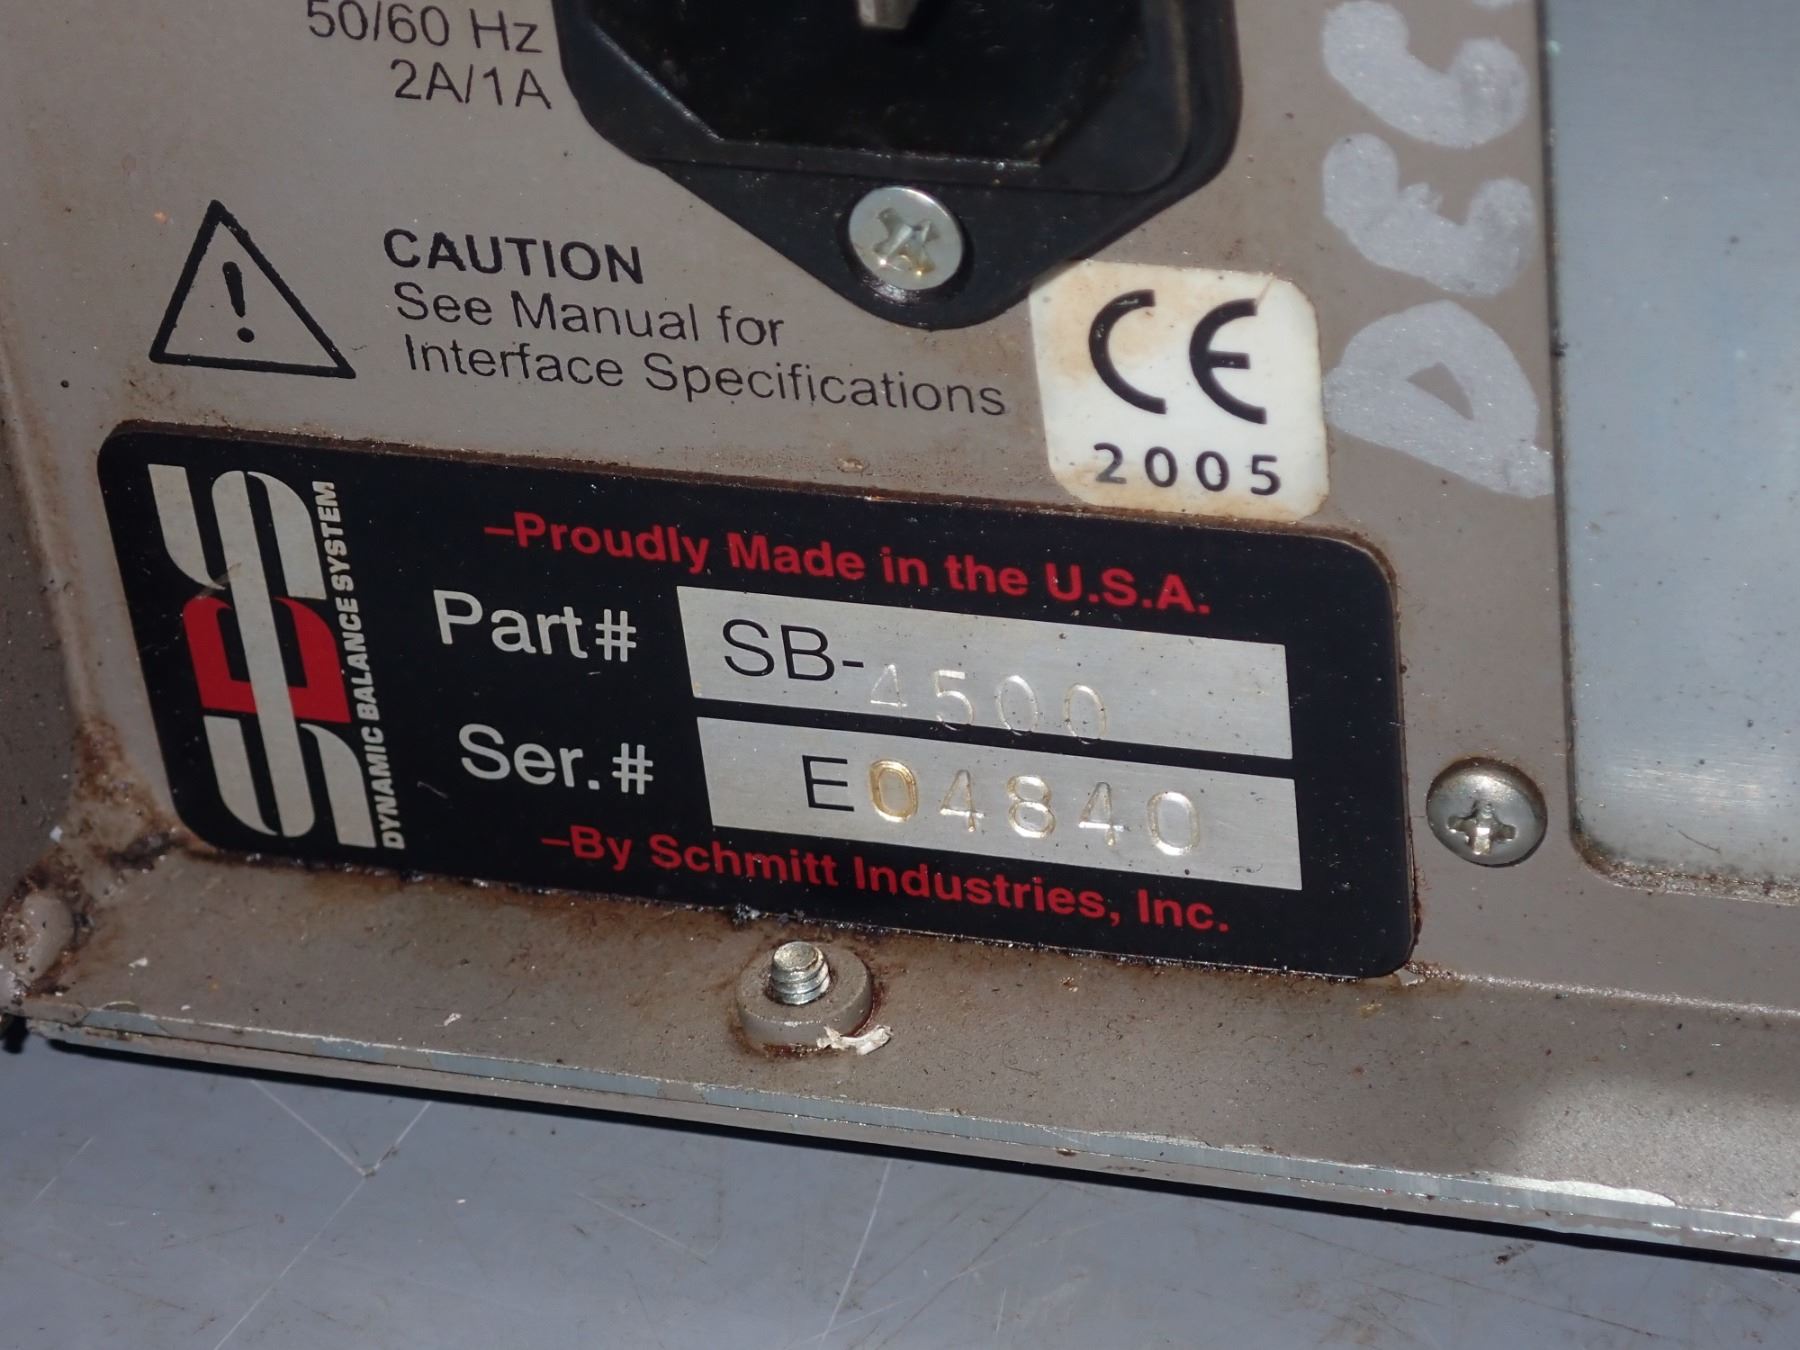 50/60 Hz
2A/1A
CAUTION
See Manual for
Interface Specifications
CE
2005
SBS
DYNAMIC BALANCE SYSTEM
–Proudly Made in the U.S.A.
Part# SB-4500
Ser.# E04840
–By Schmitt Industries, Inc.